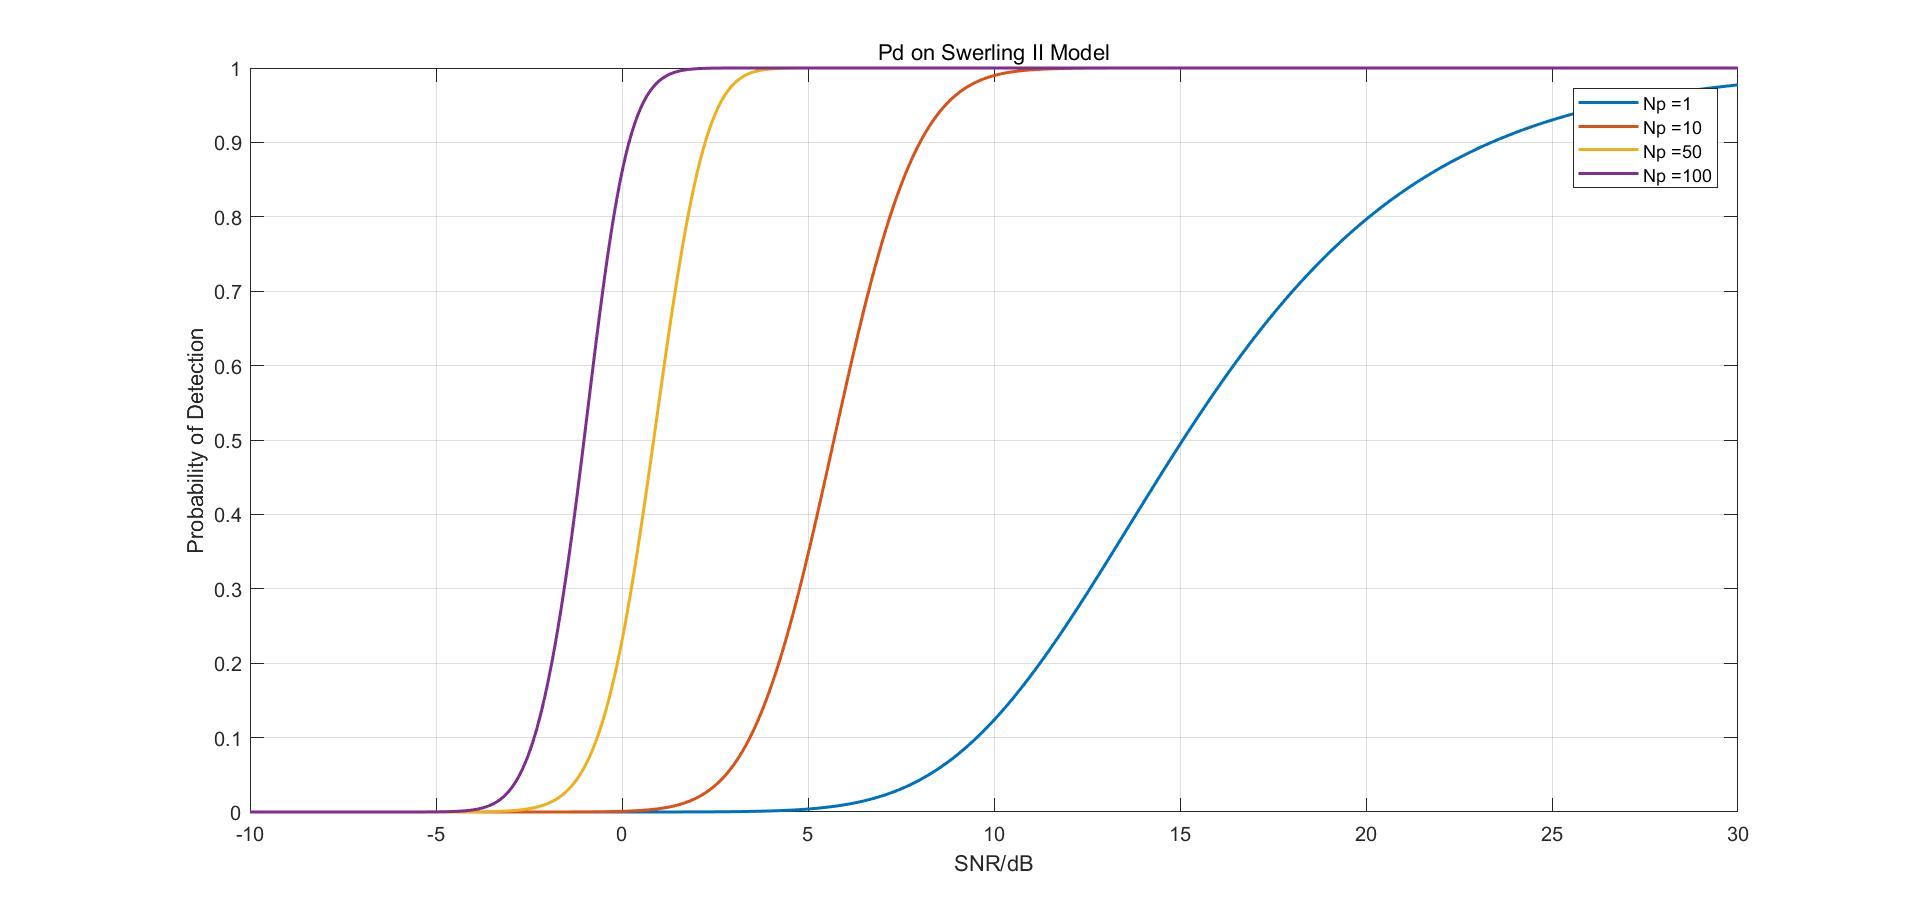 Pd on Swerling II Model
1
0.9
0.8
0.7
0.6
0.5
0.4
0.3
0.2
0.1
0
Probability of Detection
-10 -5 0 5 10 15 20 25 30
SNR/dB
Np =1
Np =10
Np =50
Np =100